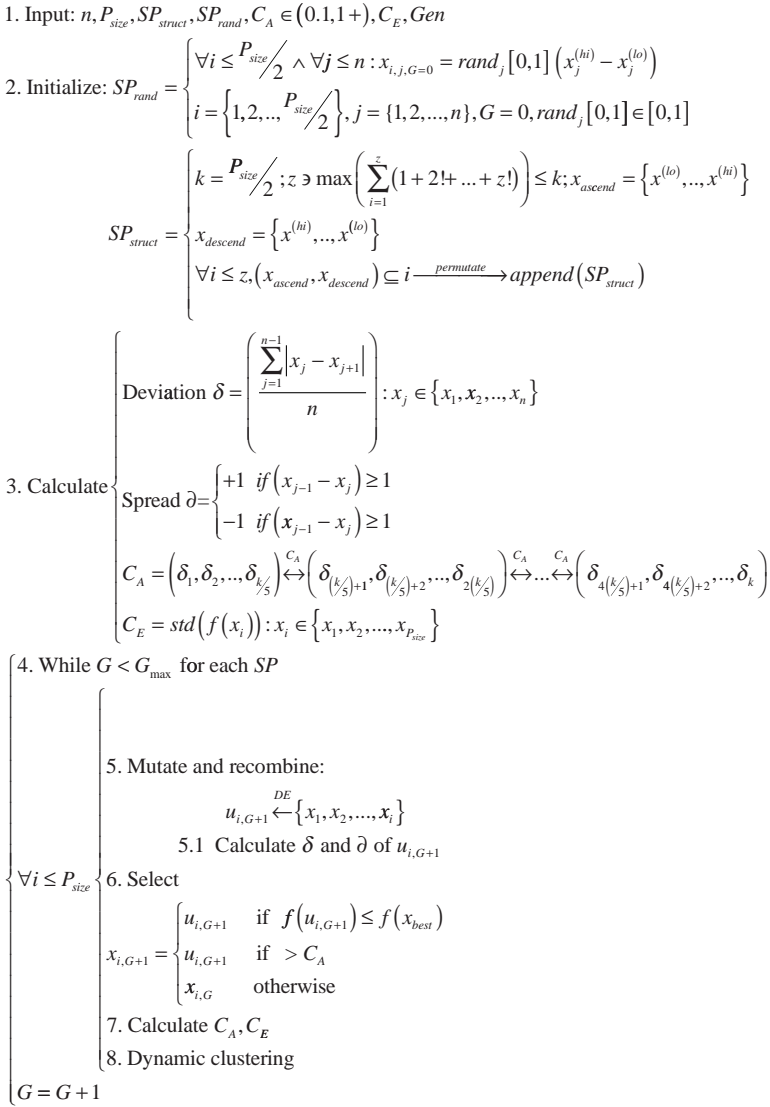 1. Input: n, P_size, SP_struct, SP_rand, C_A ∈ (0.1,1+), C_E, Gen
2. Initialize: SP_rand = { ∀i ≤ P_size/2 ∧ ∀j ≤ n : x_{i,j,G=0} = rand_j [0,1] (x_j^(hi) − x_j^(lo))
i = {1,2,.., P_size/2}, j = {1,2,...,n}, G = 0, rand_j [0,1] ∈ [0,1]
SP_struct = { k = P_size/2 ; z ∍ max( ∑_{i=1}^{z} (1 + 2!+ ... + z!) ) ≤ k; x_ascend = {x^(lo),.., x^(hi)}
x_descend = {x^(hi),.., x^(lo)}
∀i ≤ z, (x_ascend, x_descend) ⊆ i —permutate→ append(SP_struct)
3. Calculate { Deviation δ = ( ∑_{j=1}^{n−1} |x_j − x_{j+1}| / n ) : x_j ∈ {x_1, x_2,.., x_n}
Spread ∂= { +1 if (x_{j−1} − x_j) ≥ 1
−1 if (x_{j−1} − x_j) ≥ 1
C_A = (δ_1, δ_2,.., δ_{k/5}) ↔^{C_A} (δ_{(k/5)+1}, δ_{(k/5)+2},.., δ_{2(k/5)}) ↔^{C_A} ... ↔^{C_A} (δ_{4(k/5)+1}, δ_{4(k/5)+2},.., δ_k)
C_E = std(f(x_i)) : x_i ∈ {x_1, x_2,..., x_{P_size}}
4. While G < G_max for each SP
5. Mutate and recombine:
u_{i,G+1} ←^{DE} {x_1, x_2,..., x_i}
5.1 Calculate δ and ∂ of u_{i,G+1}
∀i ≤ P_size
6. Select
x_{i,G+1} = { u_{i,G+1} if f(u_{i,G+1}) ≤ f(x_best)
u_{i,G+1} if > C_A
x_{i,G} otherwise
7. Calculate C_A, C_E
8. Dynamic clustering
G = G +1